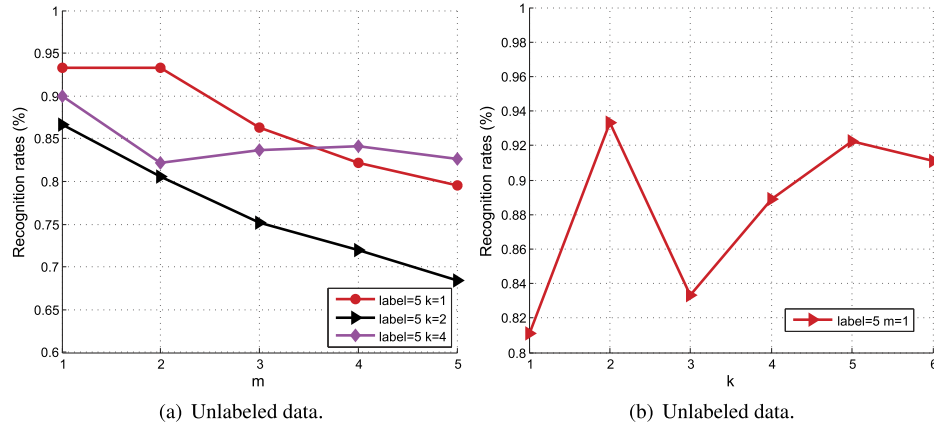 1
0.95
0.9
0.85
0.8
0.75
0.7
0.65
0.6
1 2 3 4 5
Recognition rates (%)
m
label=5 k=1
label=5 k=2
label=5 k=4
(a) Unlabeled data.
1
0.98
0.96
0.94
0.92
0.9
0.88
0.86
0.84
0.82
0.8
1 2 3 4 5 6
Recognition rates (%)
k
label=5 m=1
(b) Unlabeled data.